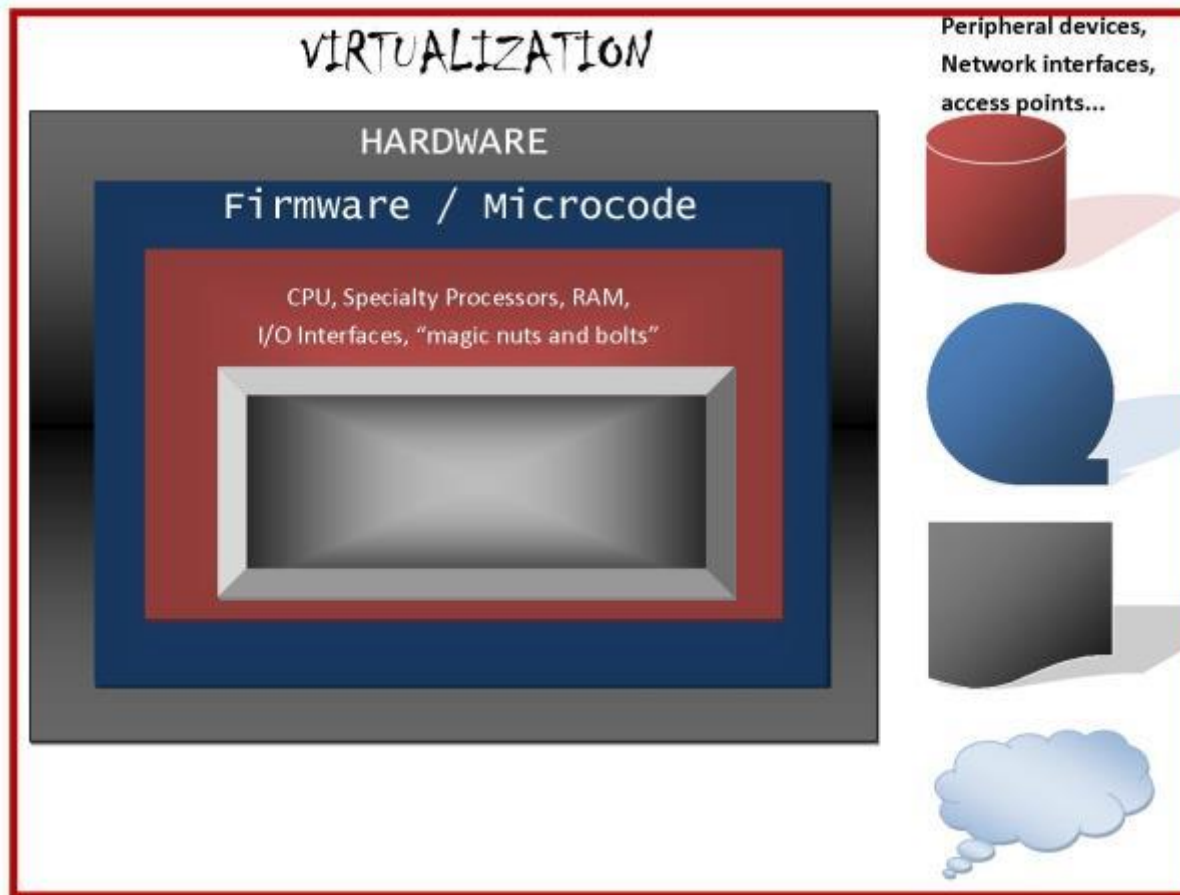 VIRTUALIZATION
HARDWARE
Firmware / Microcode
CPU, Specialty Processors, RAM,
I/O Interfaces, “magic nuts and bolts”
Peripheral devices,
Network interfaces,
access points...